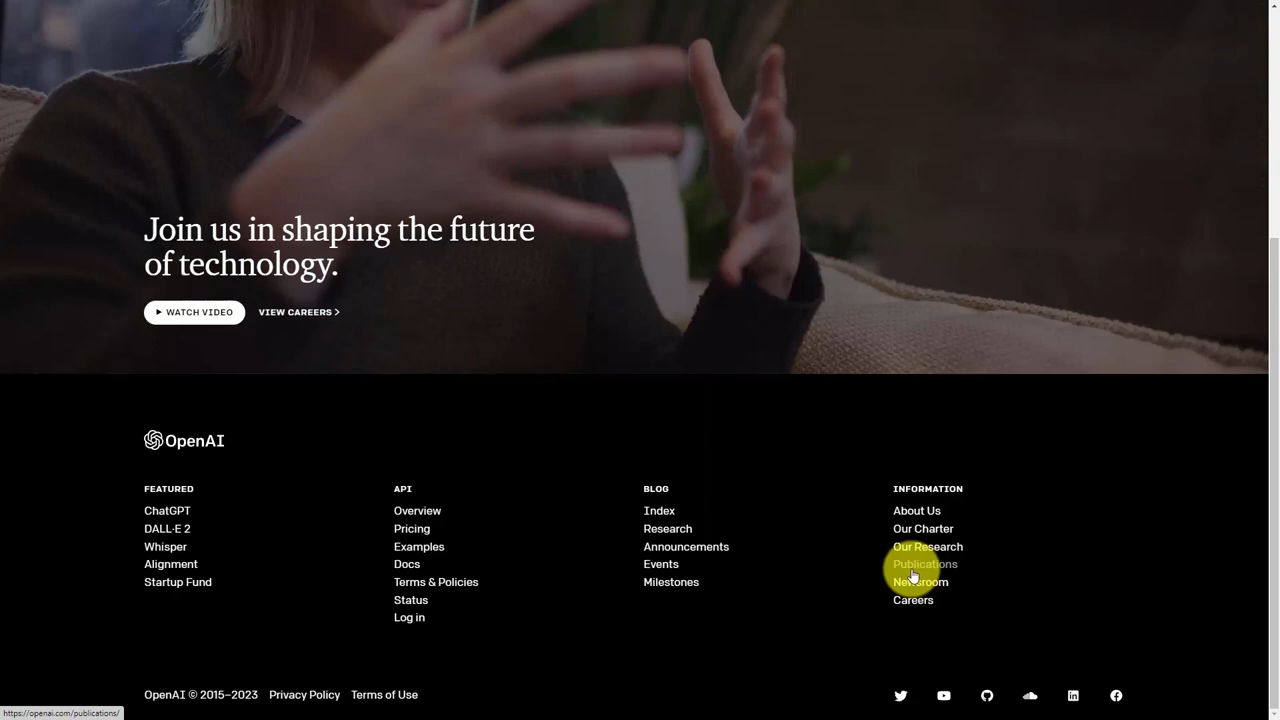 Join us in shaping the future
of technology.
WATCH VIDEO
VIEW CAREERS >
OpenAI
FEATURED
ChatGPT
DALL·E 2
Whisper
Alignment
Startup Fund
API
Overview
Pricing
Examples
Docs
Terms & Policies
Status
Log in
BLOG
Index
Research
Announcements
Events
Milestones
INFORMATION
About Us
Our Charter
Our Research
Publications
Newsroom
Careers
OpenAI © 2015–2023 Privacy Policy Terms of Use
https://openai.com/publications/